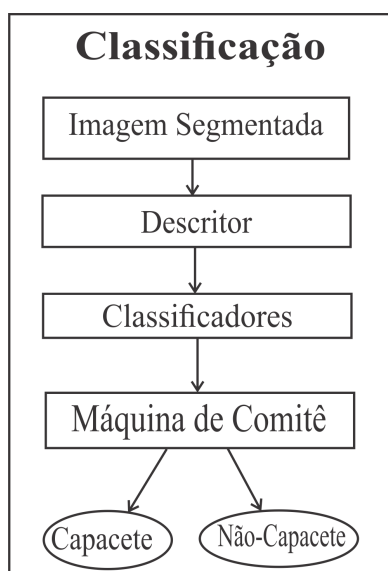 Classificação
Imagem Segmentada
Descritor
Classificadores
Máquina de Comitê
Capacete
Não-Capacete